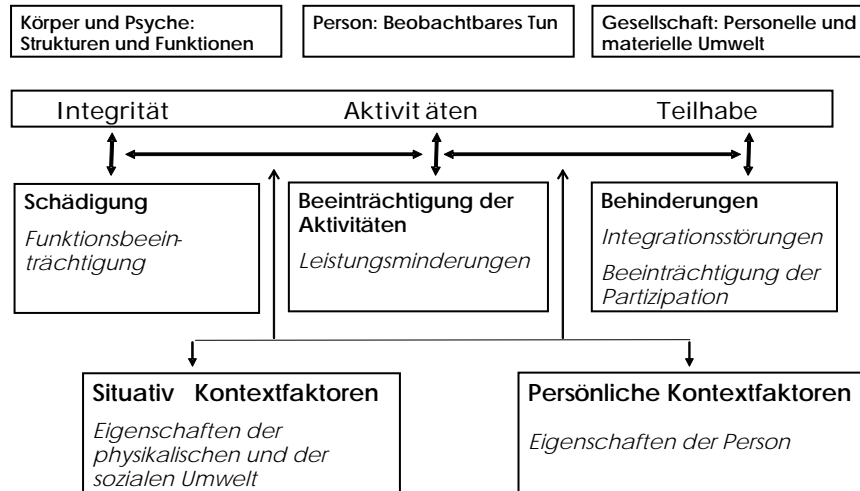 Körper und Psyche:
Strukturen und Funktionen
Person: Beobachtbares Tun
Gesellschaft: Personelle und
materielle Umwelt
Integrität Aktivitäten Teilhabe
Schädigung
Funktionsbeein-
trächtigung
Beeinträchtigung der
Aktivitäten
Leistungsminderungen
Behinderungen
Integrationsstörungen
Beeinträchtigung der
Partizipation
Situativ Kontextfaktoren
Eigenschaften der
physikalischen und der
sozialen Umwelt
Persönliche Kontextfaktoren
Eigenschaften der Person